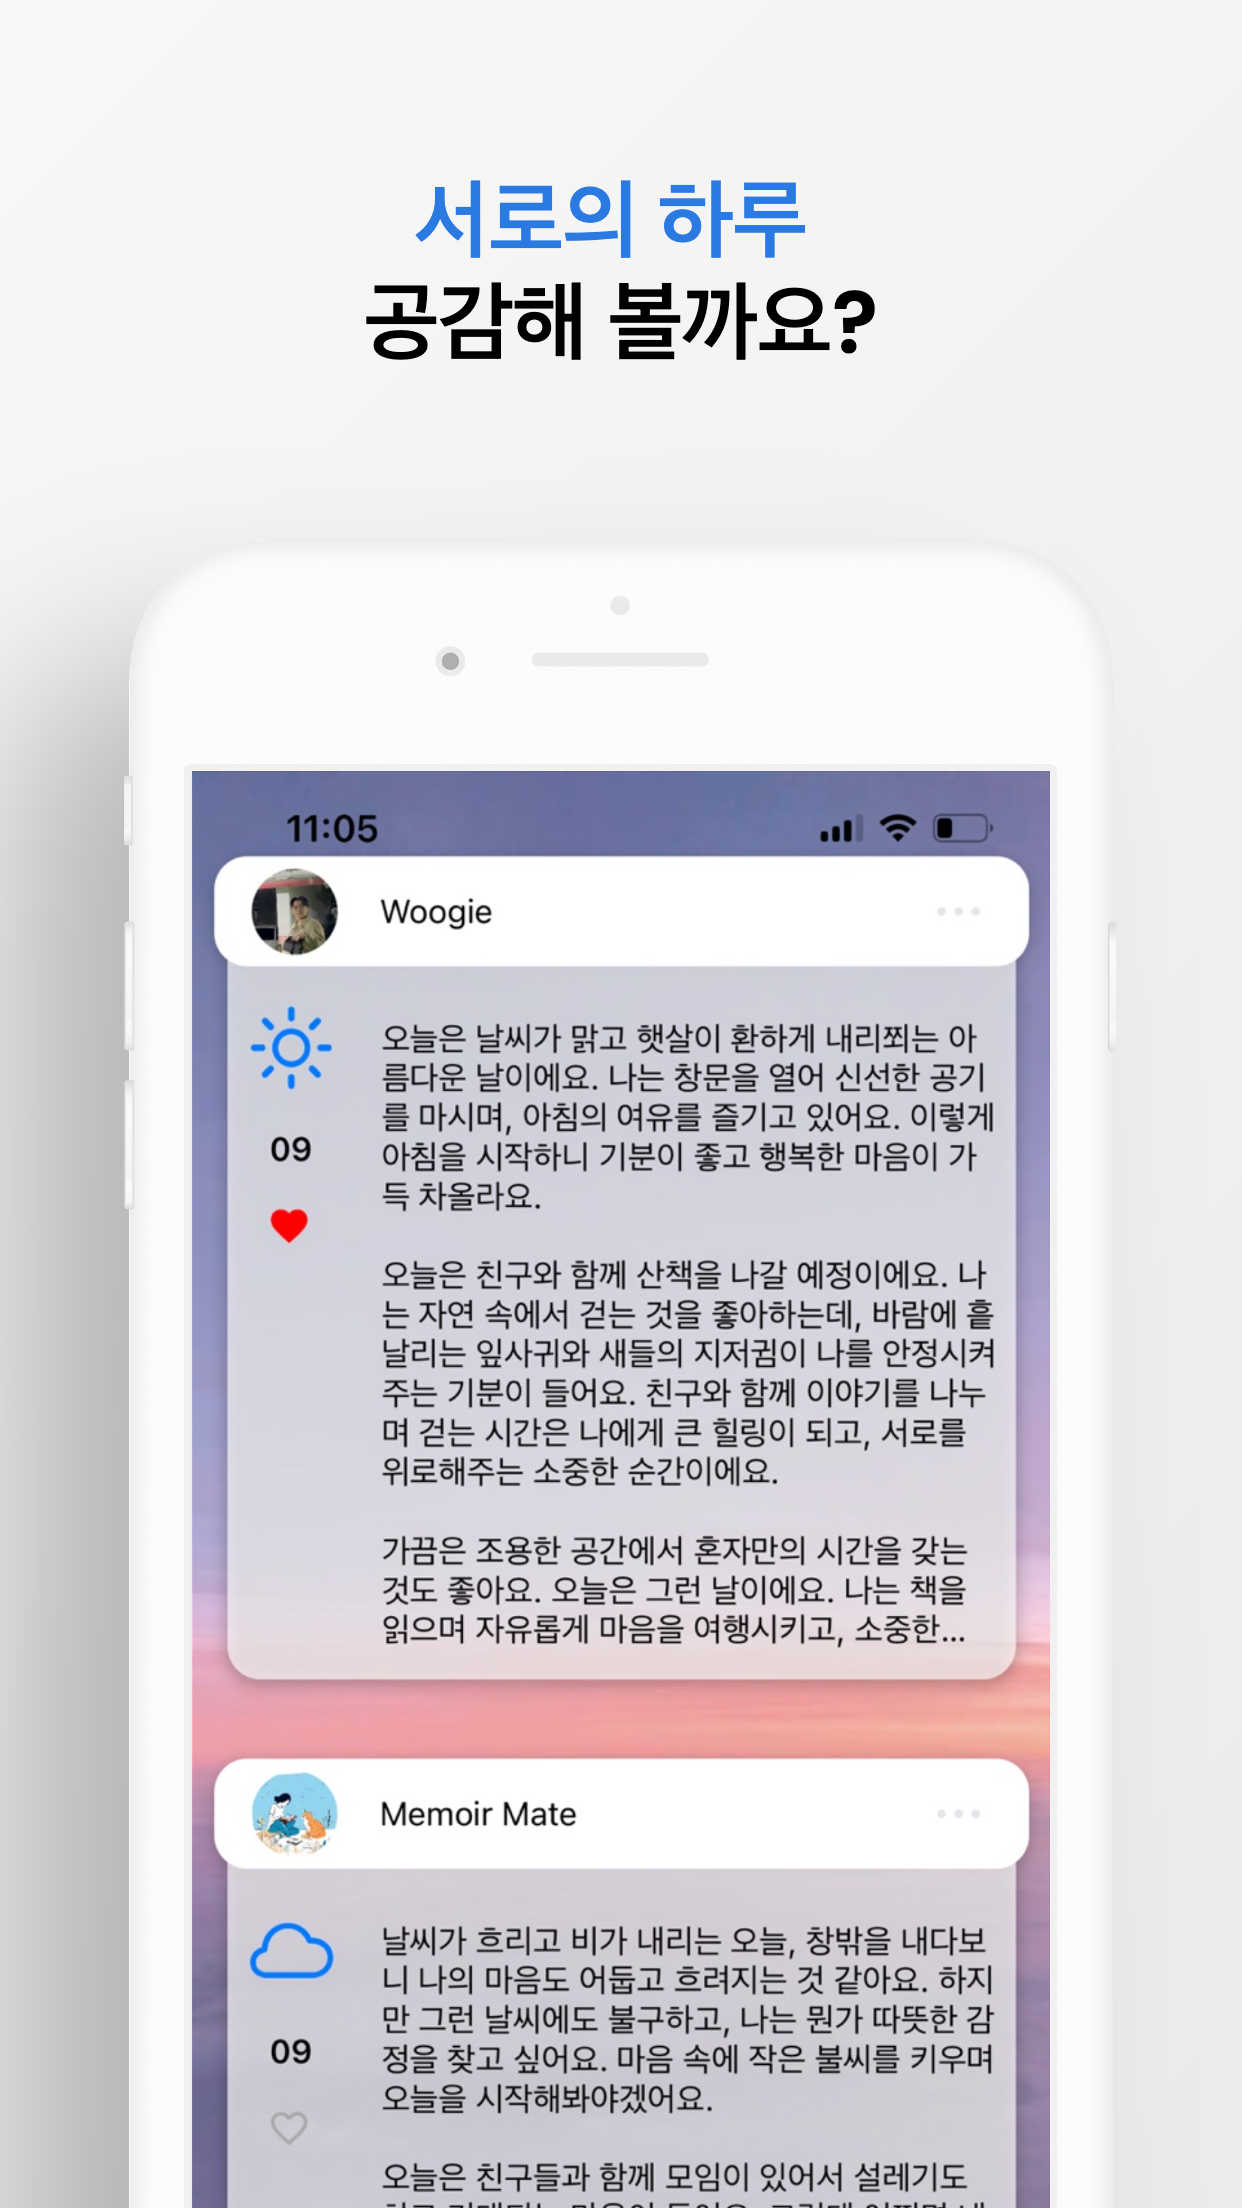 서로의 하루
공감해 볼까요?
11:05
Woogie
오늘은 날씨가 맑고 햇살이 환하게 내리쬐는 아
름다운 날이에요. 나는 창문을 열어 신선한 공기
를 마시며, 아침의 여유를 즐기고 있어요. 이렇게
아침을 시작하니 기분이 좋고 행복한 마음이 가
득 차올라요.
09
오늘은 친구와 함께 산책을 나갈 예정이에요. 나
는 자연 속에서 걷는 것을 좋아하는데, 바람에 흩
날리는 잎사귀와 새들의 지저귐이 나를 안정시켜
주는 기분이 들어요. 친구와 함께 이야기를 나누
며 걷는 시간은 나에게 큰 힐링이 되고, 서로를
위로해주는 소중한 순간이에요.
가끔은 조용한 공간에서 혼자만의 시간을 갖는
것도 좋아요. 오늘은 그런 날이에요. 나는 책을
읽으며 자유롭게 마음을 여행시키고, 소중한...
Memoir Mate
날씨가 흐리고 비가 내리는 오늘, 창밖을 내다보
니 나의 마음도 어둡고 흐려지는 것 같아요. 하지
만 그런 날씨에도 불구하고, 나는 뭔가 따뜻한 감
정을 찾고 싶어요. 마음 속에 작은 불씨를 키우며
오늘을 시작해봐야겠어요.
09
오늘은 친구들과 함께 모임이 있어서 설레기도